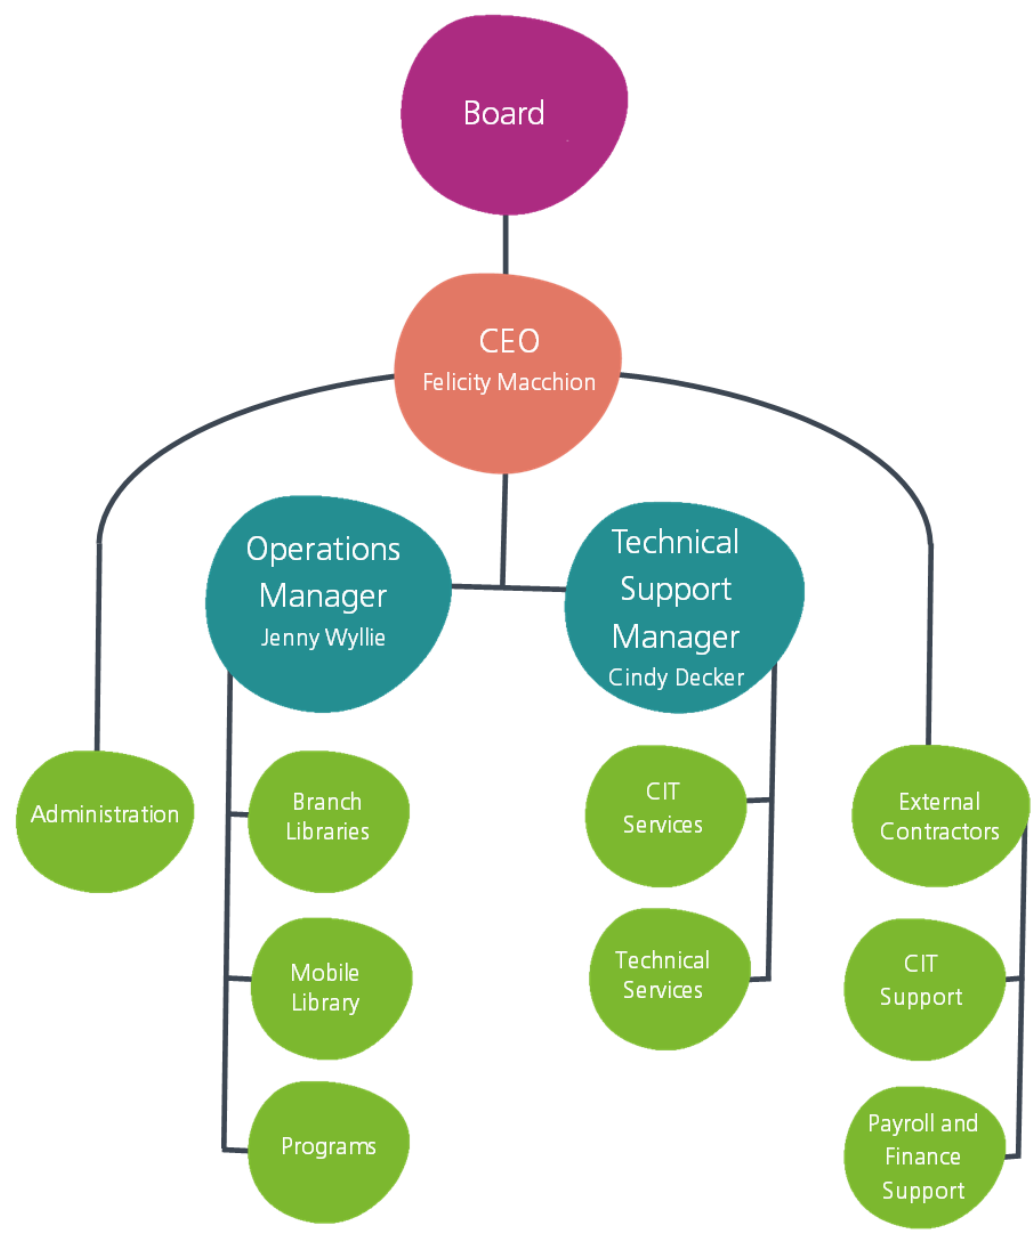 Board
CEO
Felicity Macchion
Operations
Manager
Jenny Wyllie
Technical
Support
Manager
Cindy Decker
Administration
Branch
Libraries
Mobile
Library
Programs
CIT
Services
Technical
Services
External
Contractors
CIT
Support
Payroll and
Finance
Support